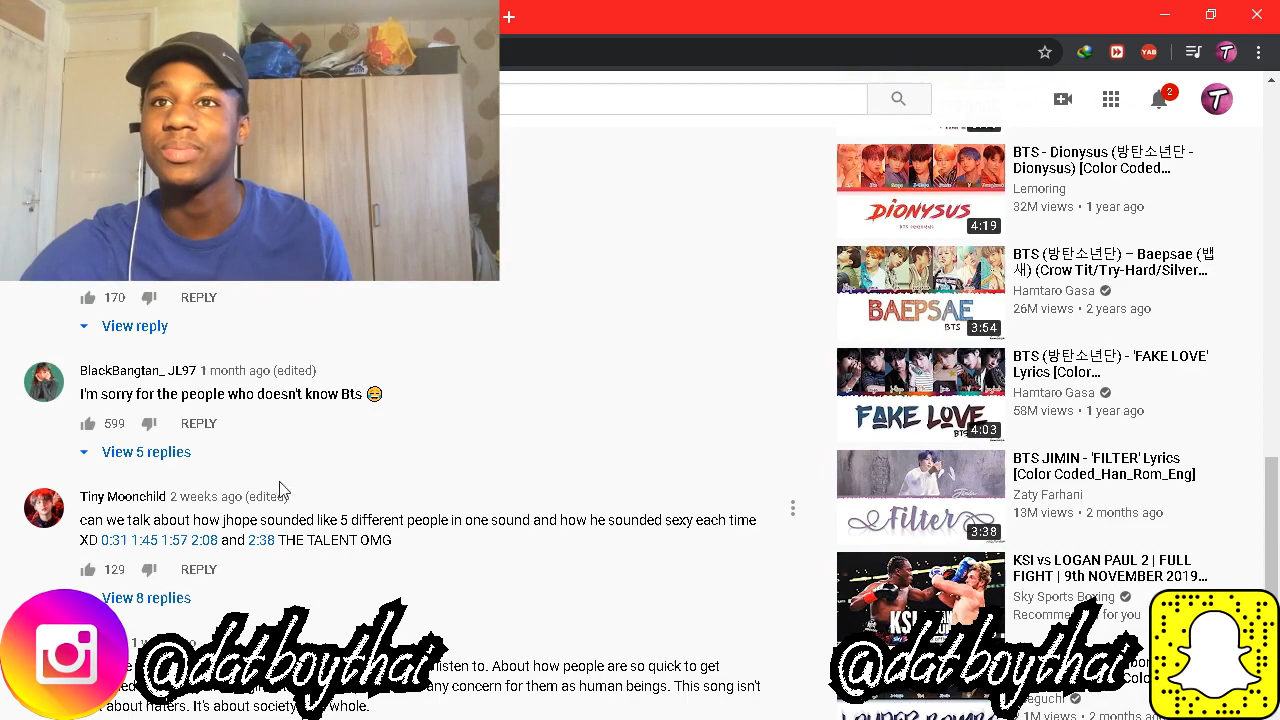 2
T
170 REPLY
View reply
BlackBangtan_ JL97 1 month ago (edited)
I'm sorry for the people who doesn't know Bts 😂
599 REPLY
View 5 replies
Tiny Moonchild 2 weeks ago (edited)
can we talk about how jhope sounded like 5 different people in one sound and how he sounded sexy each time
XD 0:31 1:45 1:57 2:08 and 2:38 THE TALENT OMG
129 REPLY
View 8 replies
listen to. About how people are so quick to get
any concern for them as human beings. This song isn't
about haters. It's about society whole.
@datboythai
BTS - Dionysus (방탄소년단 -
Dionysus) [Color Coded...
Lemoring
32M views • 1 year ago
DIONYSUS
4:19
BTS (방탄소년단) – Baepsae (뱁
새) (Crow Tit/Try-Hard/Silver...
Hamtaro Gasa
26M views • 2 years ago
BAEPSAE
BTS
3:54
BTS (방탄소년단) - 'FAKE LOVE'
Lyrics [Color...
Hamtaro Gasa
58M views • 1 year ago
FAKE LOVE
BTS
4:03
BTS JIMIN - 'FILTER' Lyrics
[Color Coded_Han_Rom_Eng]
Zaty Farhani
13M views • 2 months ago
Filter
3:38
KSI vs LOGAN PAUL 2 | FULL
FIGHT | 9th NOVEMBER 2019...
Sky Sports Boxing
you
KS
@datboythai
2 months